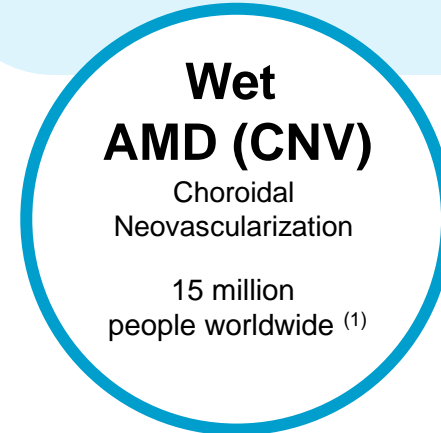 Wet
AMD (CNV)
Choroidal
Neovascularization
15 million
people worldwide (1)